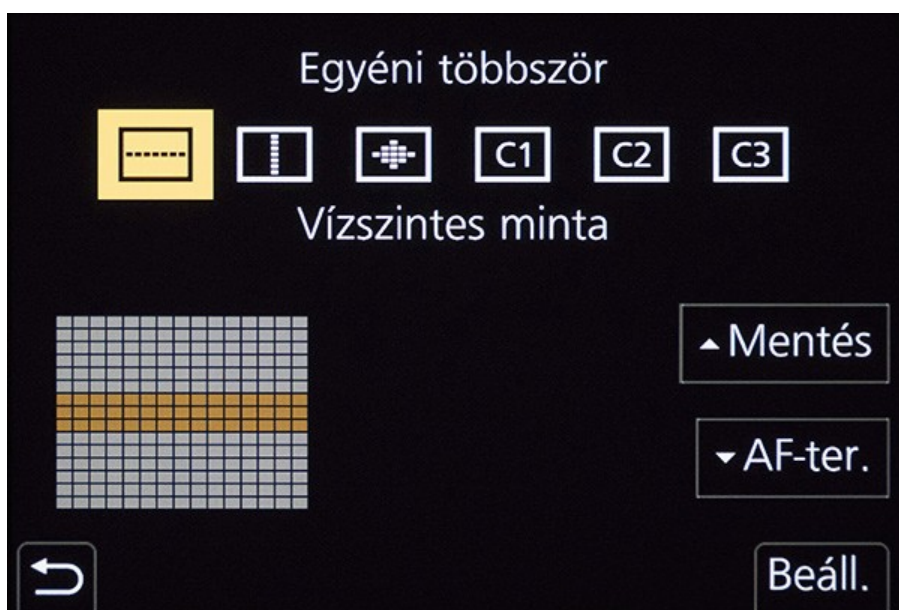 Egyéni többször
C1 C2 C3
Vízszintes minta
Mentés
AF-ter.
Beáll.